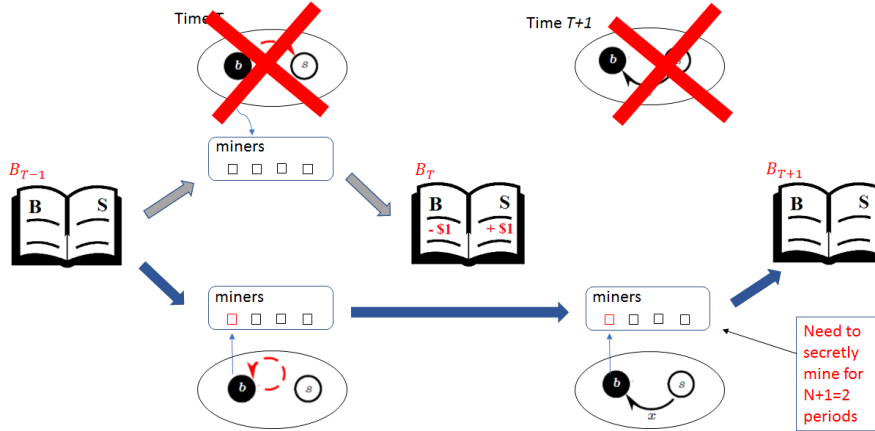 Time T
Time T+1
b
s
b
miners
B_{T-1}
B S
B_T
B S
- $1 + $1
B_{T+1}
B S
miners
miners
Need to
secretly
mine for
N+1=2
periods
b
s
b
s
x